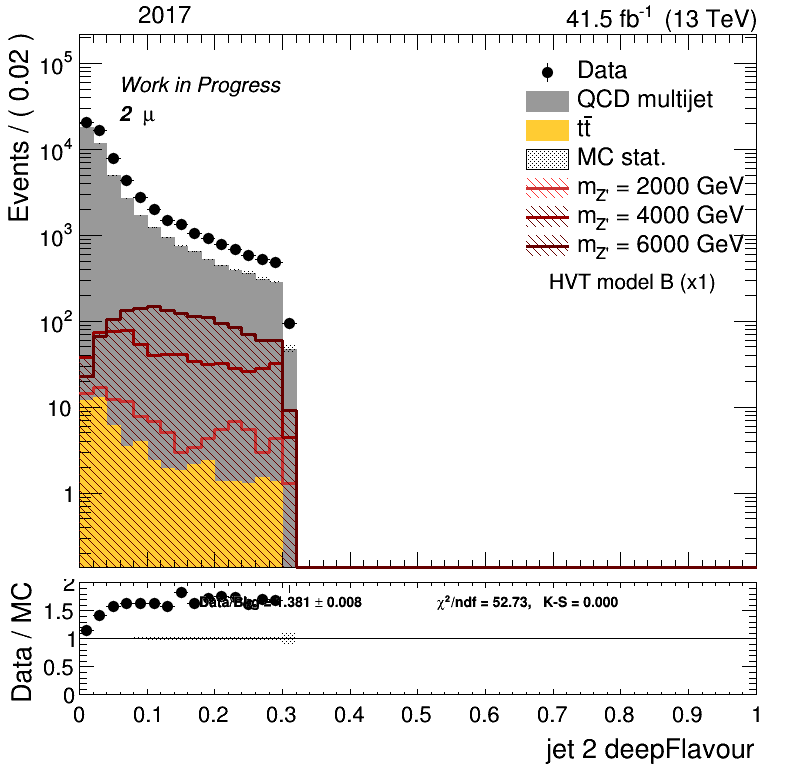 2017 41.5 fb⁻¹ (13 TeV)
Events / ( 0.02 )
10⁵
10⁴
10³
10²
10
1
Work in Progress
2 μ
Data
QCD multijet
tt̄
MC stat.
m_Z' = 2000 GeV
m_Z' = 4000 GeV
m_Z' = 6000 GeV
HVT model B (x1)
Data / MC
2
1.5
1
0.5
0
.381 ± 0.008 χ²/ndf = 52.73, K-S = 0.000
0 0.1 0.2 0.3 0.4 0.5 0.6 0.7 0.8 0.9 1
jet 2 deepFlavour